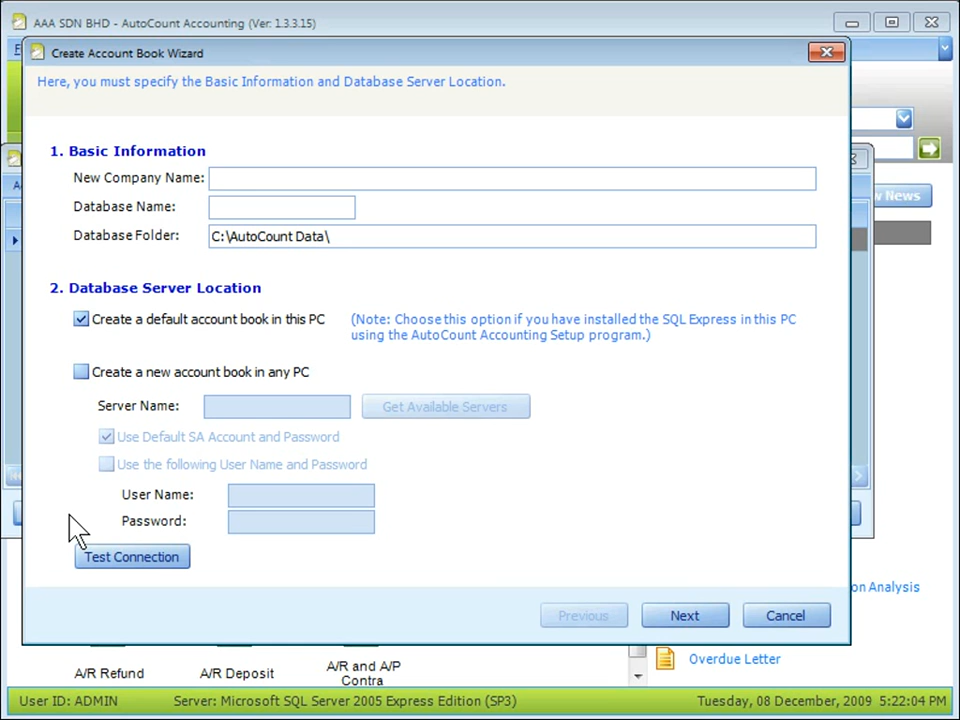 AAA SDN BHD - AutoCount Accounting (Ver: 1.3.3.15)
Create Account Book Wizard
Here, you must specify the Basic Information and Database Server Location.
1. Basic Information
New Company Name:
Database Name:
Database Folder: C:\AutoCount Data\
News
2. Database Server Location
Create a default account book in this PC
(Note: Choose this option if you have installed the SQL Express in this PC
using the AutoCount Accounting Setup program.)
Create a new account book in any PC
Server Name:
Get Available Servers
Use Default SA Account and Password
Use the following User Name and Password
User Name:
Password:
Test Connection
Analysis
Previous
Next
Cancel
Overdue Letter
A/R Refund
A/R Deposit
A/R and A/P
Contra
User ID: ADMIN
Server: Microsoft SQL Server 2005 Express Edition (SP3)
Tuesday, 08 December, 2009 5:22:04 PM